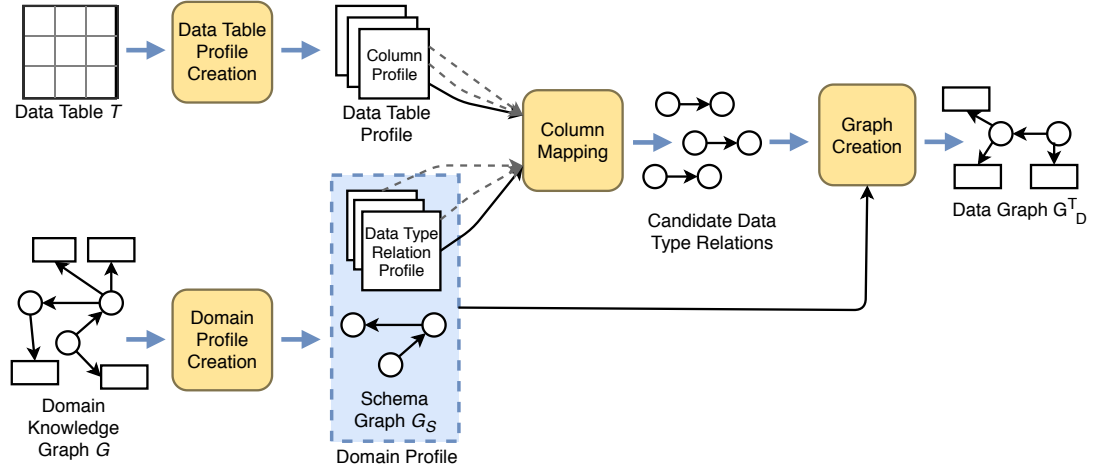 Data Table
Profile
Creation
Data Table T
Column
Profile
Data Table
Profile
Column
Mapping
Candidate Data
Type Relations
Graph
Creation
Data Graph G^T_D
Data Type
Relation
Profile
Schema
Graph G_S
Domain Profile
Domain
Profile
Creation
Domain
Knowledge
Graph G